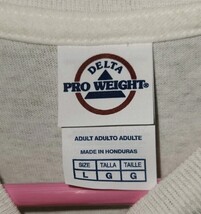 DELTA
PRO WEIGHT®
ADULT ADULTO ADULTE
MADE IN HONDURAS
SIZE TALLA TAILLE
L G G